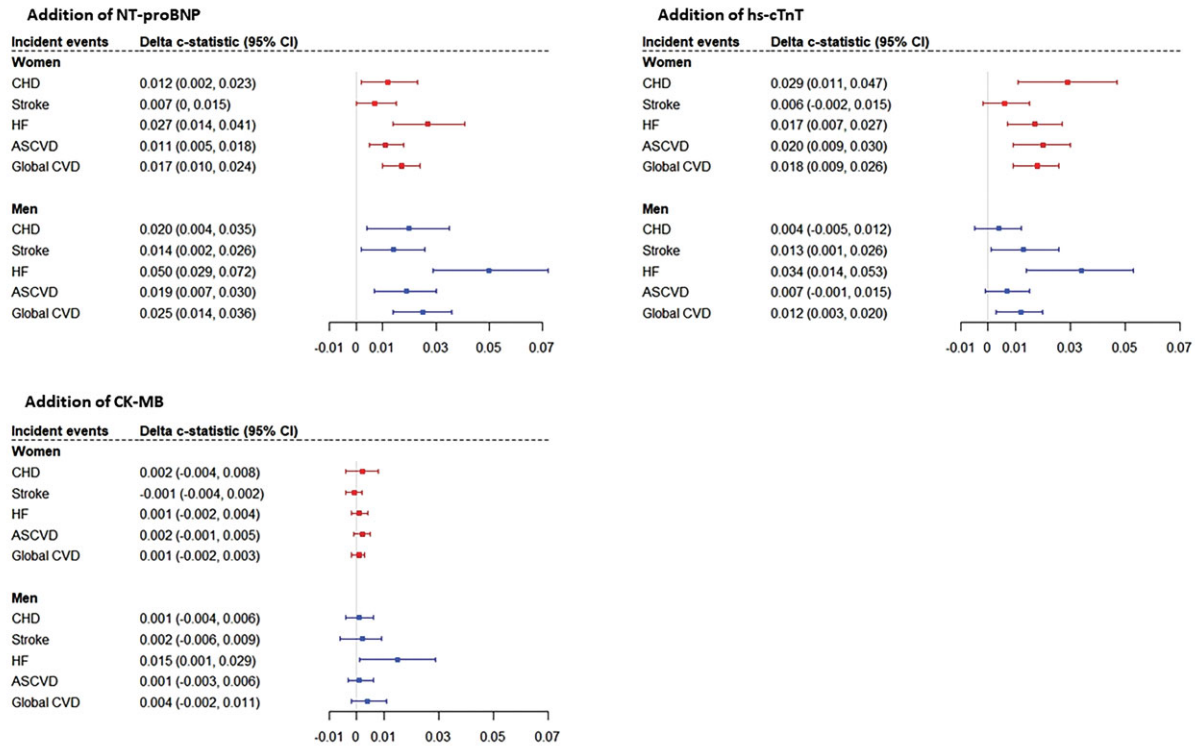 Addition of NT-proBNP
Incident events Delta c-statistic (95% CI)
Women
CHD 0.012 (0.002, 0.023)
Stroke 0.007 (0, 0.015)
HF 0.027 (0.014, 0.041)
ASCVD 0.011 (0.005, 0.018)
Global CVD 0.017 (0.010, 0.024)
Men
CHD 0.020 (0.004, 0.035)
Stroke 0.014 (0.002, 0.026)
HF 0.050 (0.029, 0.072)
ASCVD 0.019 (0.007, 0.030)
Global CVD 0.025 (0.014, 0.036)
-0.01 0 0.01 0.03 0.05 0.07
Addition of hs-cTnT
Incident events Delta c-statistic (95% CI)
Women
CHD 0.029 (0.011, 0.047)
Stroke 0.006 (-0.002, 0.015)
HF 0.017 (0.007, 0.027)
ASCVD 0.020 (0.009, 0.030)
Global CVD 0.018 (0.009, 0.026)
Men
CHD 0.004 (-0.005, 0.012)
Stroke 0.013 (0.001, 0.026)
HF 0.034 (0.014, 0.053)
ASCVD 0.007 (-0.001, 0.015)
Global CVD 0.012 (0.003, 0.020)
-0.01 0 0.01 0.03 0.05 0.07
Addition of CK-MB
Incident events Delta c-statistic (95% CI)
Women
CHD 0.002 (-0.004, 0.008)
Stroke -0.001 (-0.004, 0.002)
HF 0.001 (-0.002, 0.004)
ASCVD 0.002 (-0.001, 0.005)
Global CVD 0.001 (-0.002, 0.003)
Men
CHD 0.001 (-0.004, 0.006)
Stroke 0.002 (-0.006, 0.009)
HF 0.015 (0.001, 0.029)
ASCVD 0.001 (-0.003, 0.006)
Global CVD 0.004 (-0.002, 0.011)
-0.01 0 0.01 0.03 0.05 0.07